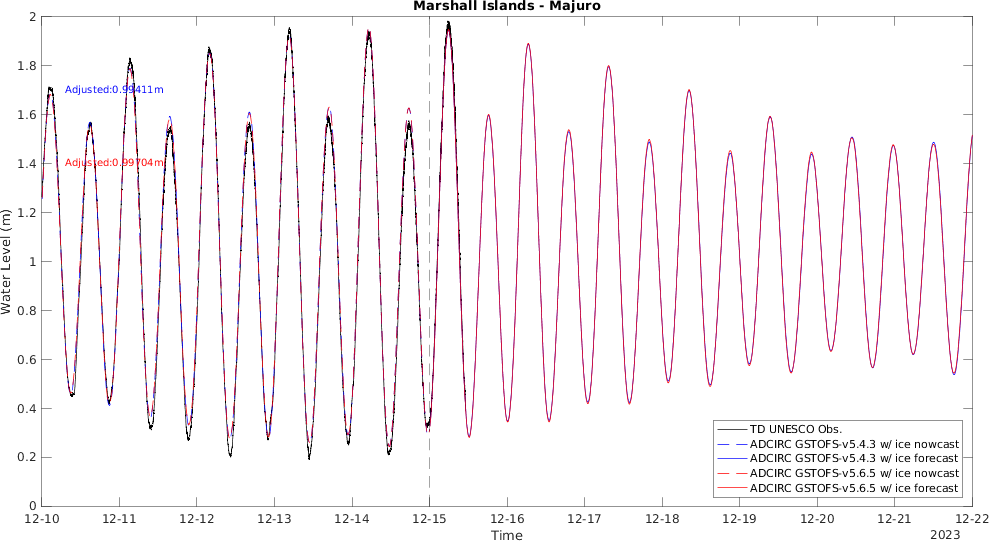 Marshall Islands - Majuro
2
1.8
1.6
1.4
1.2
1
0.8
0.6
0.4
0.2
0
Water Level (m)
Adjusted:0.99411m
Adjusted:0.99704m
TD UNESCO Obs.
ADCIRC GSTOFS-v5.4.3 w/ ice nowcast
ADCIRC GSTOFS-v5.4.3 w/ ice forecast
ADCIRC GSTOFS-v5.6.5 w/ ice nowcast
ADCIRC GSTOFS-v5.6.5 w/ ice forecast
12-10 12-11 12-12 12-13 12-14 12-15 12-16 12-17 12-18 12-19 12-20 12-21 12-22
Time
2023